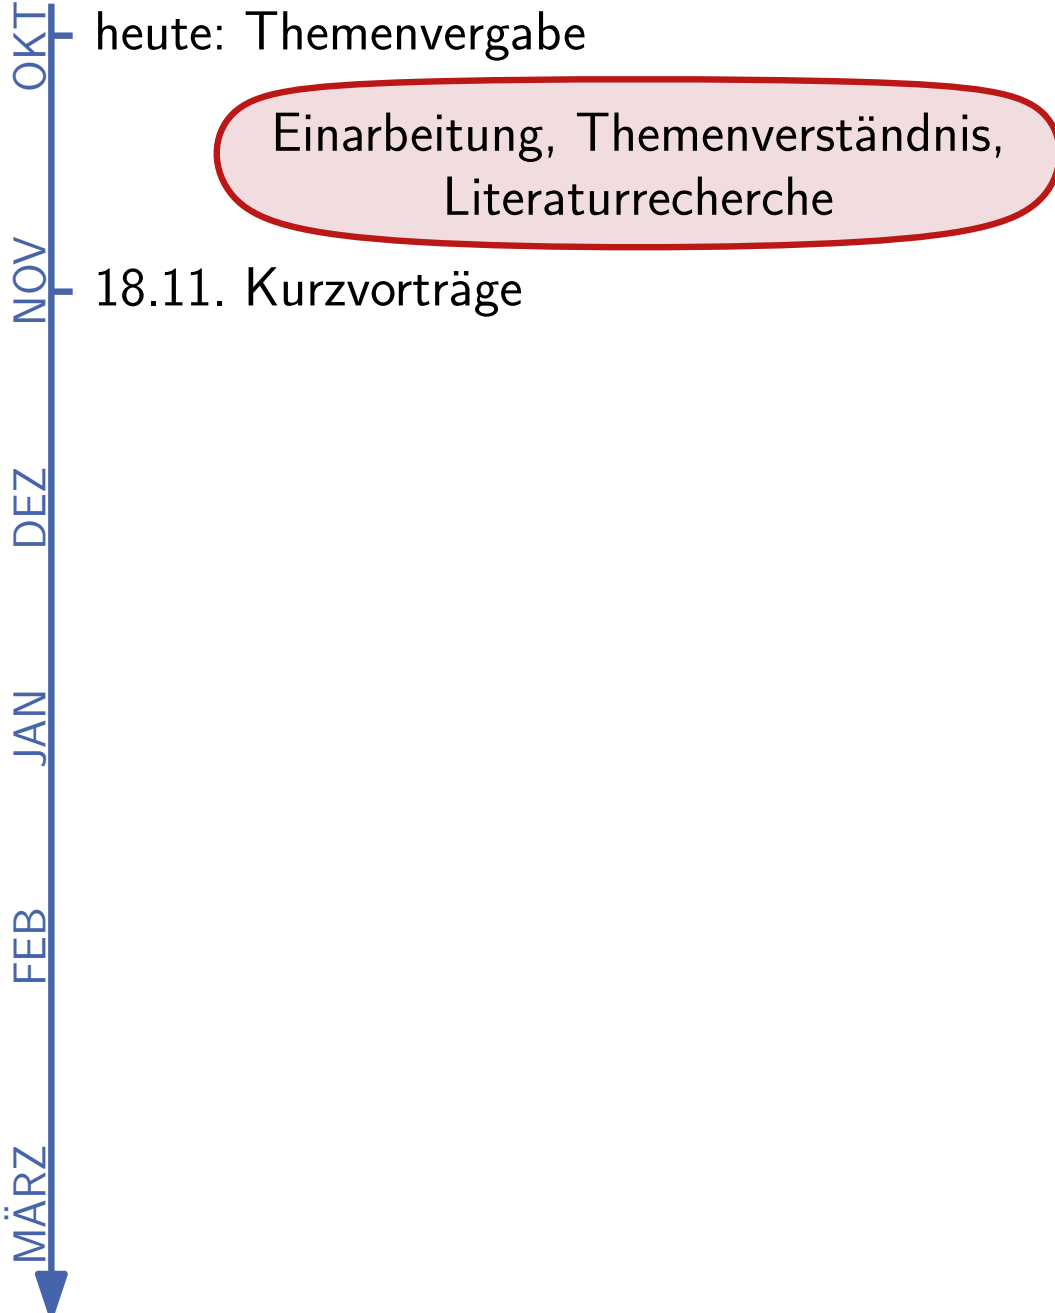 OKT
heute: Themenvergabe
Einarbeitung, Themenverständnis,
Literaturrecherche
NOV
18.11. Kurzvorträge
DEZ
JAN
FEB
MÄRZ